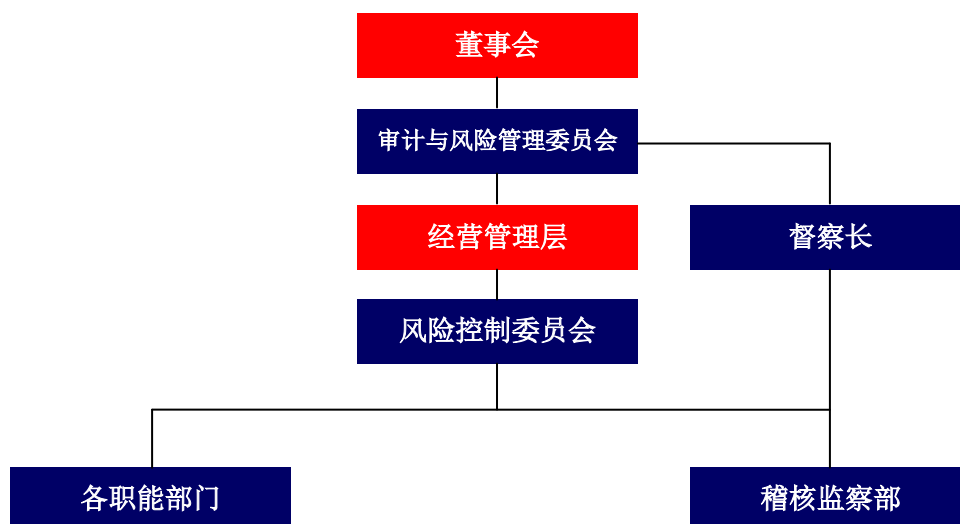 董事会
审计与风险管理委员会
经营管理层
督察长
风险控制委员会
各职能部门
稽核监察部